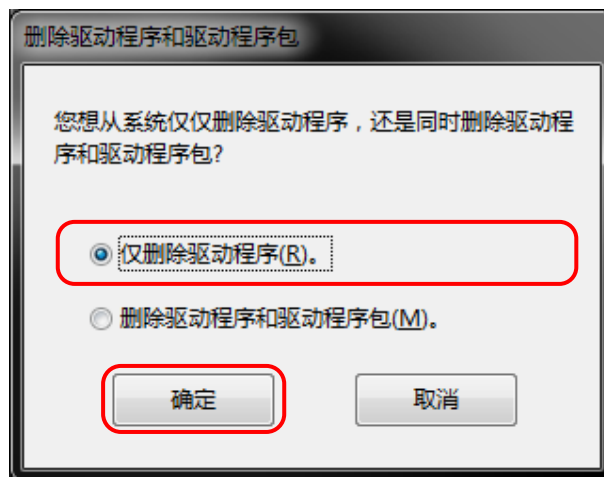 删除驱动程序和驱动程序包
您想从系统仅仅删除驱动程序，还是同时删除驱动程
序和驱动程序包?
仅删除驱动程序(R)。
删除驱动程序和驱动程序包(M)。
确定
取消